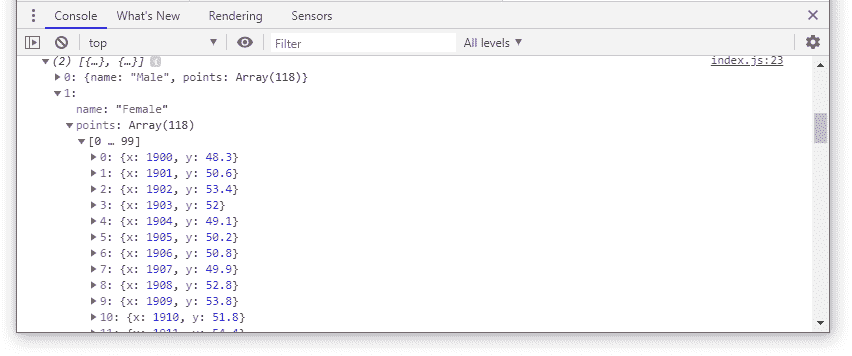 Console What's New Rendering Sensors
top Filter All levels
(2) [{…}, {…}] i index.js:23
0: {name: "Male", points: Array(118)}
1:
name: "Female"
points: Array(118)
[0 … 99]
0: {x: 1900, y: 48.3}
1: {x: 1901, y: 50.6}
2: {x: 1902, y: 53.4}
3: {x: 1903, y: 52}
4: {x: 1904, y: 49.1}
5: {x: 1905, y: 50.2}
6: {x: 1906, y: 50.8}
7: {x: 1907, y: 49.9}
8: {x: 1908, y: 52.8}
9: {x: 1909, y: 53.8}
10: {x: 1910, y: 51.8}